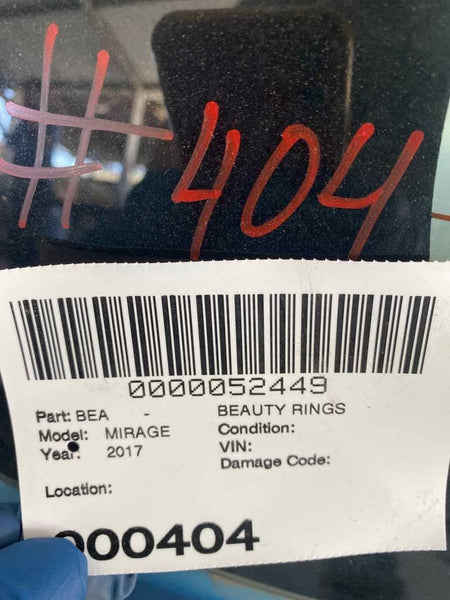 #404
0000052449
Part: BEA - BEAUTY RINGS
Model: MIRAGE Condition:
Year: 2017 VIN:
Damage Code:
Location:
000404